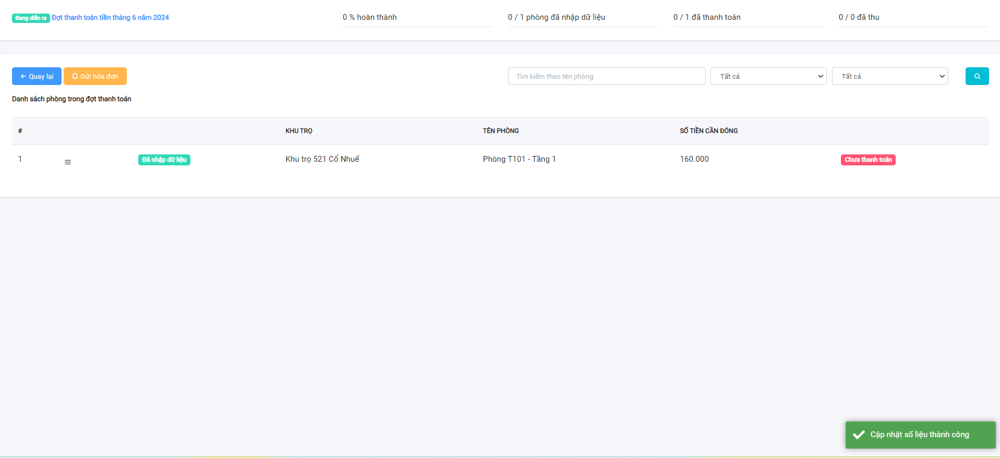 Đang diễn ra Đợt thanh toán tiền tháng 6 năm 2024
0 % hoàn thành
0 / 1 phòng đã nhập dữ liệu
0 / 1 đã thanh toán
0 / 0 đã thu
Quay lại
Gửi hóa đơn
Tìm kiếm theo tên phòng
Tất cả
Tất cả
Danh sách phòng trong đợt thanh toán
# KHU TRỌ TÊN PHÒNG SỐ TIỀN CẦN ĐÓNG
1 Đã nhập dữ liệu Khu trọ 521 Cổ Nhuế Phòng T101 - Tầng 1 160.000 Chưa thanh toán
Cập nhật số liệu thành công